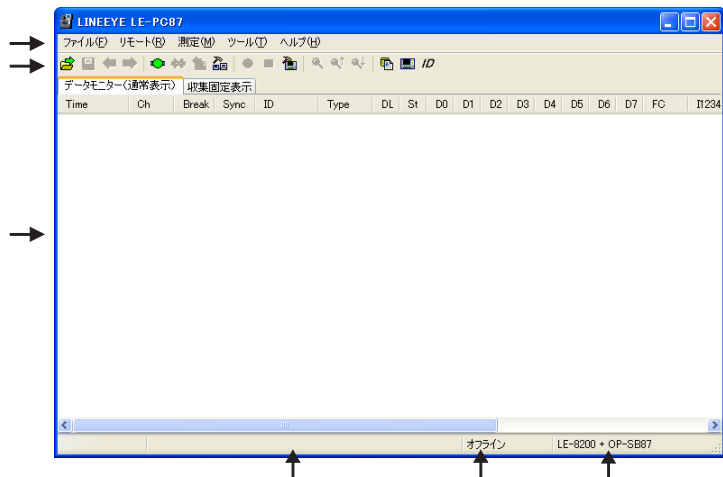 LINEEYE LE-PC87
ファイル(F) リモート(R) 測定(M) ツール(T) ヘルプ(H)
ID
データモニター(通常表示) 収集固定表示
Time Ch Break Sync ID Type DL St D0 D1 D2 D3 D4 D5 D6 D7 FC I1234
オフライン LE-8200 + OP-SB87